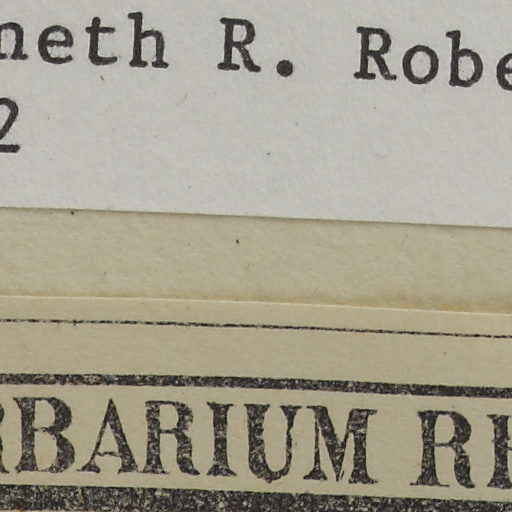 neth R. Robe
2
RBARIUM RE